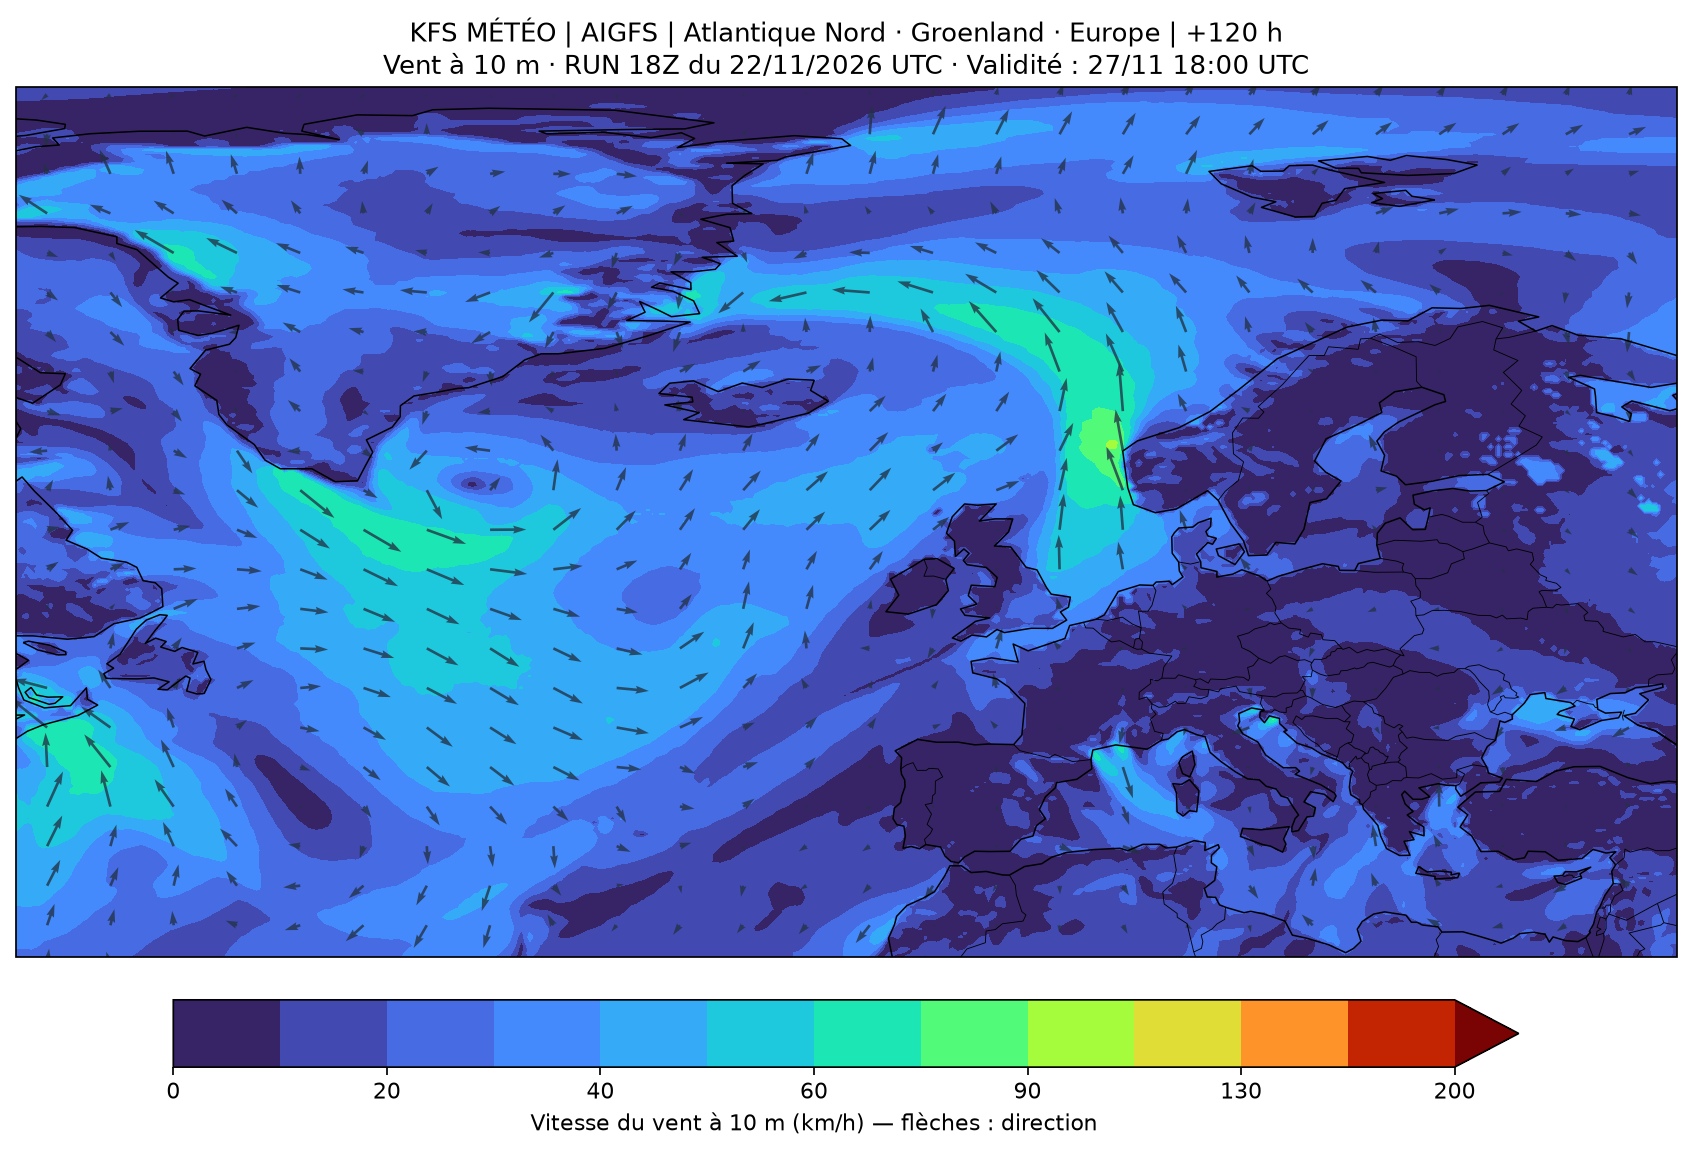 KFS MÉTÉO | AIGFS | Atlantique Nord · Groenland · Europe | +120 h
Vent à 10 m · RUN 18Z du 22/11/2026 UTC · Validité : 27/11 18:00 UTC
0 20 40 60 90 130 200
Vitesse du vent à 10 m (km/h) — flèches : direction